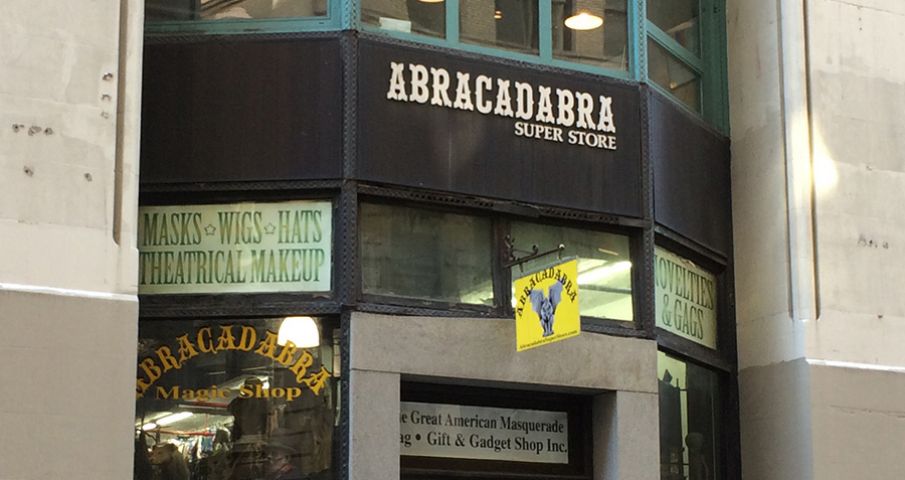 ABRACADABRA
SUPER STORE
MASKS ☆ WIGS ☆ HATS
THEATRICAL MAKEUP
ABRACADABRA
NOVELTIES
& GAGS
ABRACADABRA
Magic Shop
Great American Masquerade
• Gift & Gadget Shop Inc.